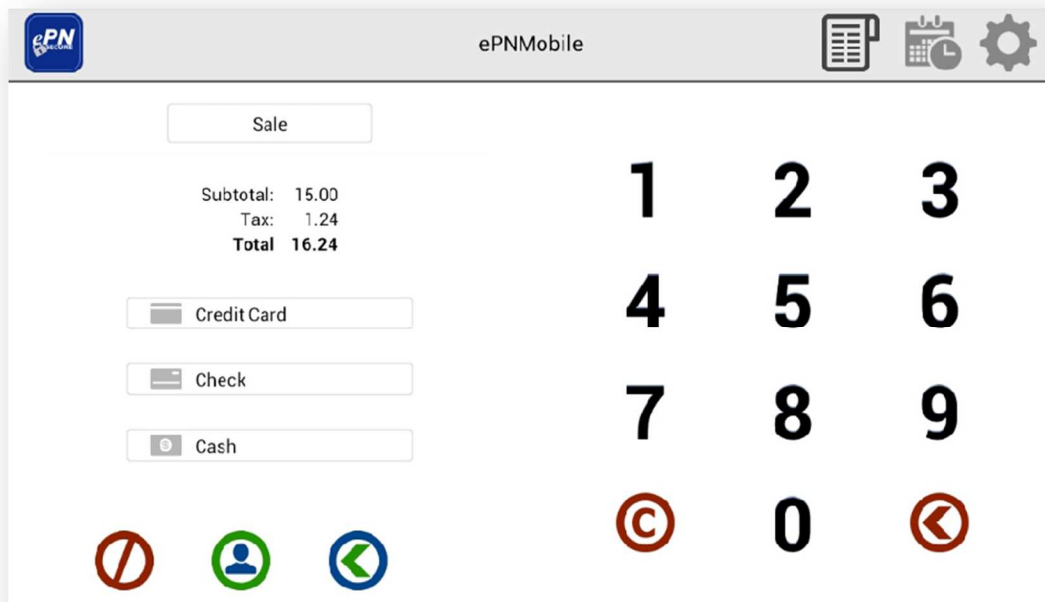 ePN
SECURE
ePNMobile
Sale
Subtotal: 15.00
Tax: 1.24
Total 16.24
Credit Card
Check
Cash
1 2 3
4 5 6
7 8 9
C 0